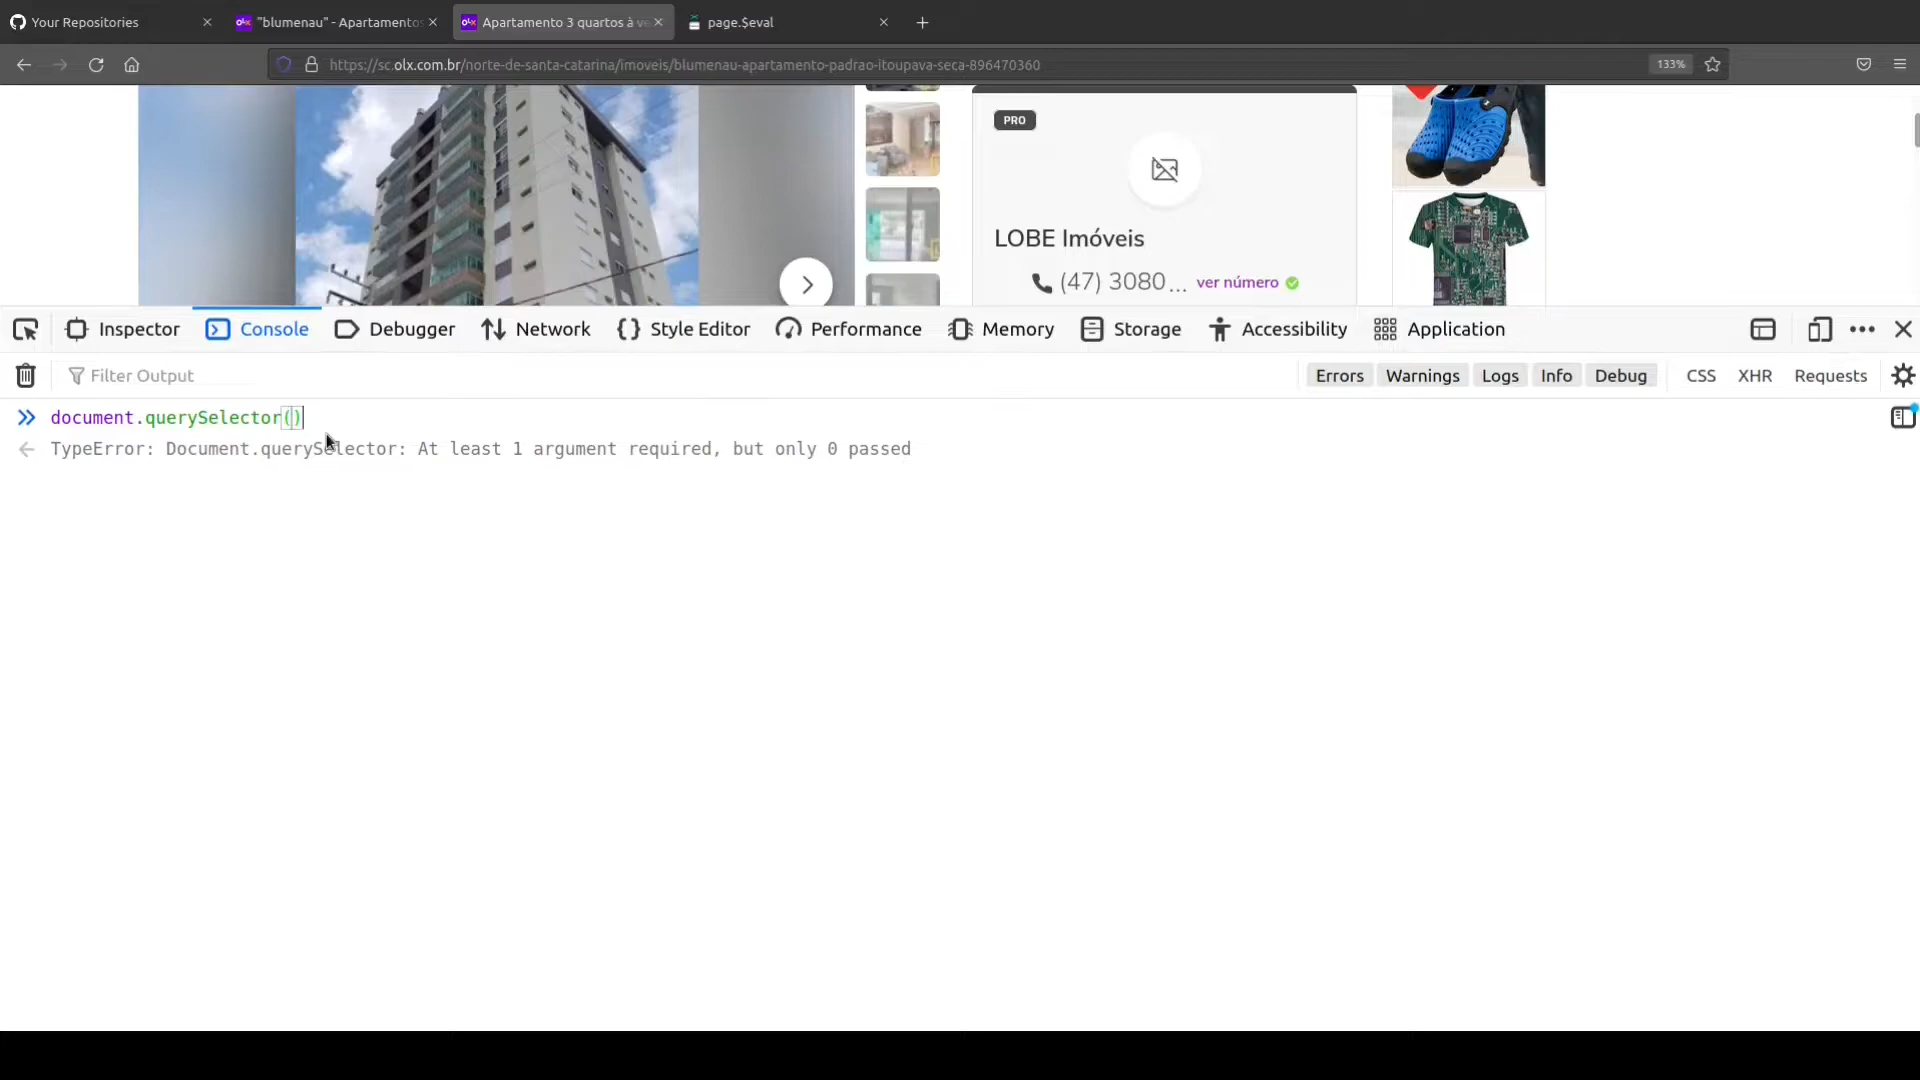 Your Repositories
olx "blumenau" - Apartamentos
olx Apartamento 3 quartos à ve
page.$eval
https://sc.olx.com.br/norte-de-santa-catarina/imoveis/blumenau-apartamento-padrao-itoupava-seca-896470360
133%
PRO
LOBE Imóveis
(47) 3080... ver número
Inspector
Console
Debugger
Network
Style Editor
Performance
Memory
Storage
Accessibility
Application
Filter Output
Errors
Warnings
Logs
Info
Debug
CSS
XHR
Requests
document.querySelector()
TypeError: Document.querySelector: At least 1 argument required, but only 0 passed